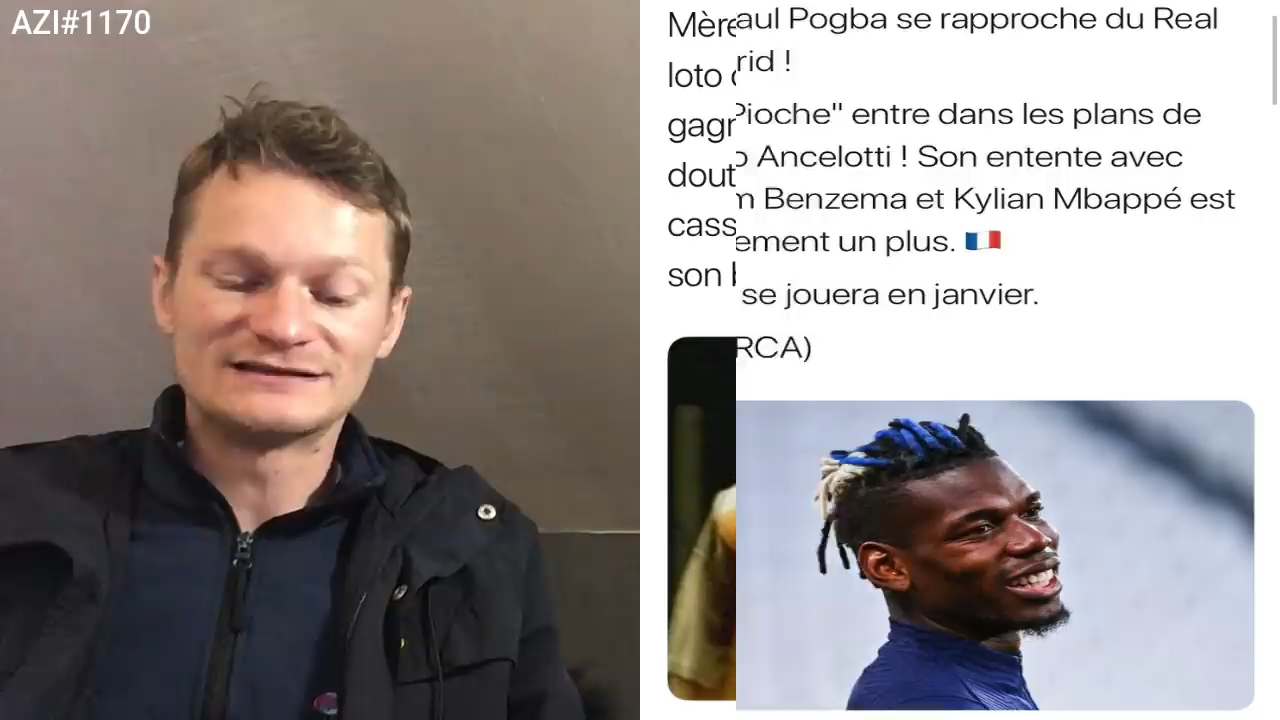 AZI#1170
Mère
loto
gagn
dout
cass
son
aul Pogba se rapproche du Real
rid !
Pioche" entre dans les plans de
o Ancelotti ! Son entente avec
m Benzema et Kylian Mbappé est
ement un plus. 🇫🇷
se jouera en janvier.
RCA)